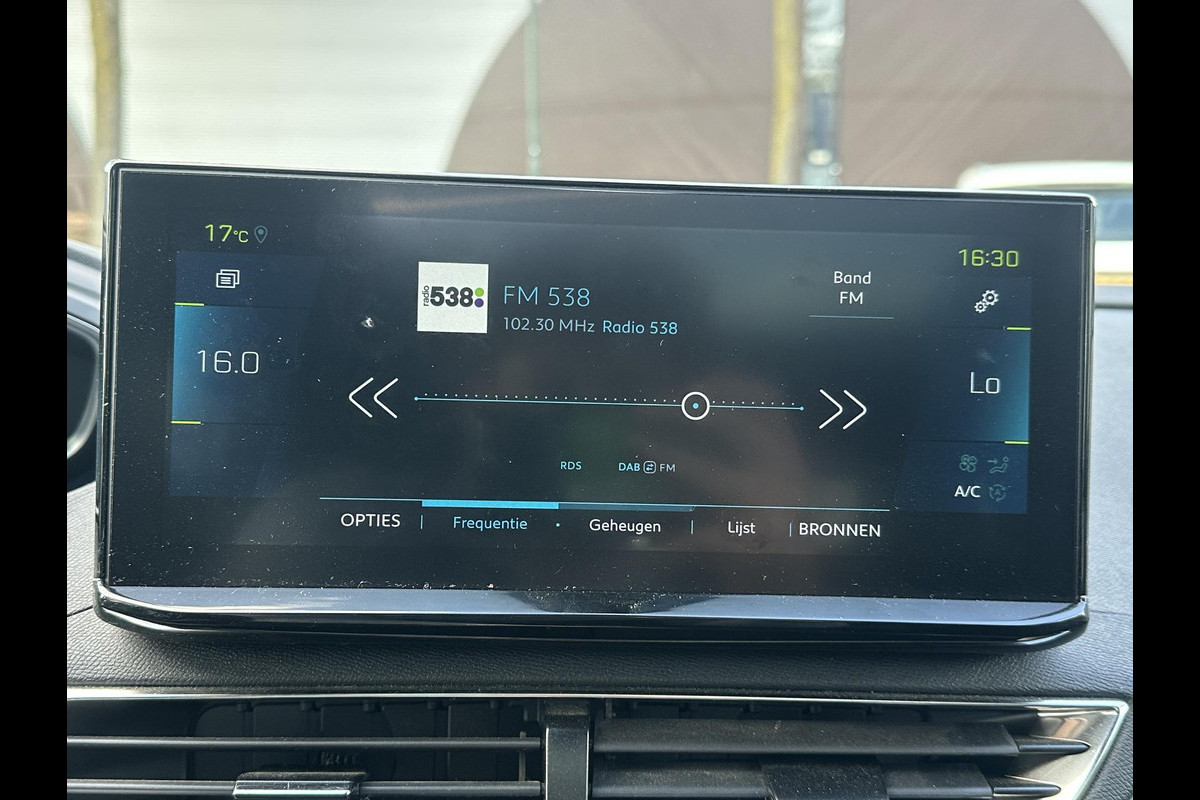 17°C
16:30
radio 538
FM 538
102.30 MHz Radio 538
Band
FM
16.0
Lo
RDS
DAB FM
A/C
OPTIES
Frequentie
Geheugen
Lijst
BRONNEN